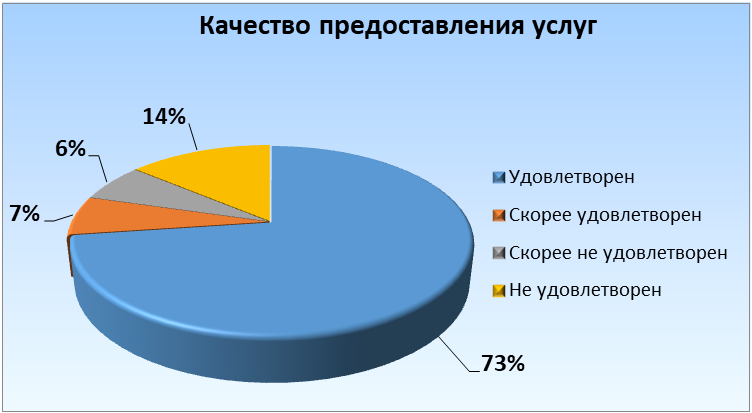 Качество предоставления услуг
14%
6%
7%
73%
Удовлетворен
Скорее удовлетворен
Скорее не удовлетворен
Не удовлетворен